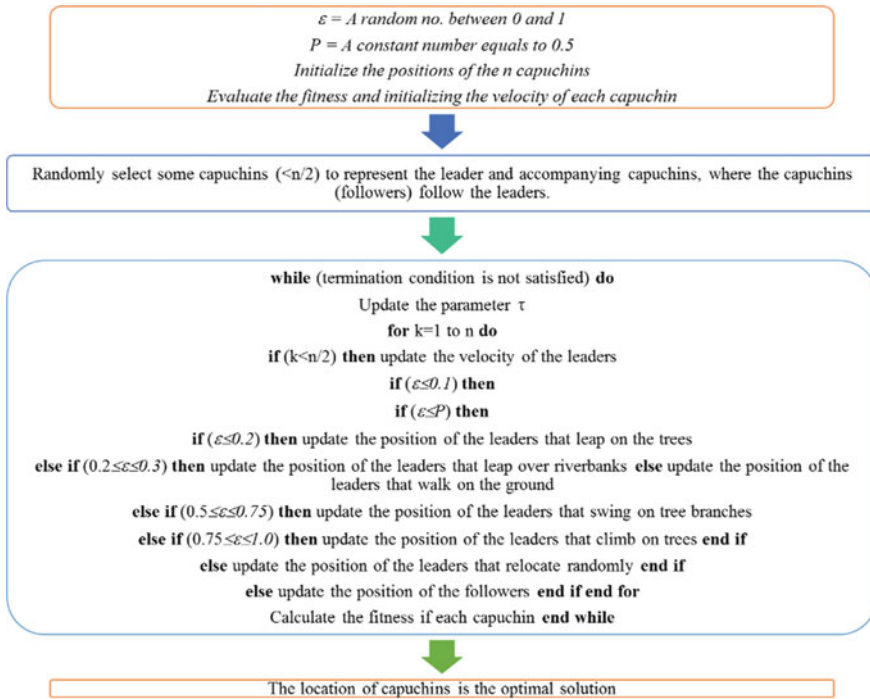 ε = A random no. between 0 and 1
P = A constant number equals to 0.5
Initialize the positions of the n capuchins
Evaluate the fitness and initializing the velocity of each capuchin
Randomly select some capuchins (<n/2) to represent the leader and accompanying capuchins, where the capuchins
(followers) follow the leaders.
while (termination condition is not satisfied) do
Update the parameter τ
for k=1 to n do
if (k<n/2) then update the velocity of the leaders
if (ε≤0.1) then
if (ε≤P) then
if (ε≤0.2) then update the position of the leaders that leap on the trees
else if (0.2≤ε≤0.3) then update the position of the leaders that leap over riverbanks else update the position of the
leaders that walk on the ground
else if (0.5≤ε≤0.75) then update the position of the leaders that swing on tree branches
else if (0.75≤ε≤1.0) then update the position of the leaders that climb on trees end if
else update the position of the leaders that relocate randomly end if
else update the position of the followers end if end for
Calculate the fitness if each capuchin end while
The location of capuchins is the optimal solution